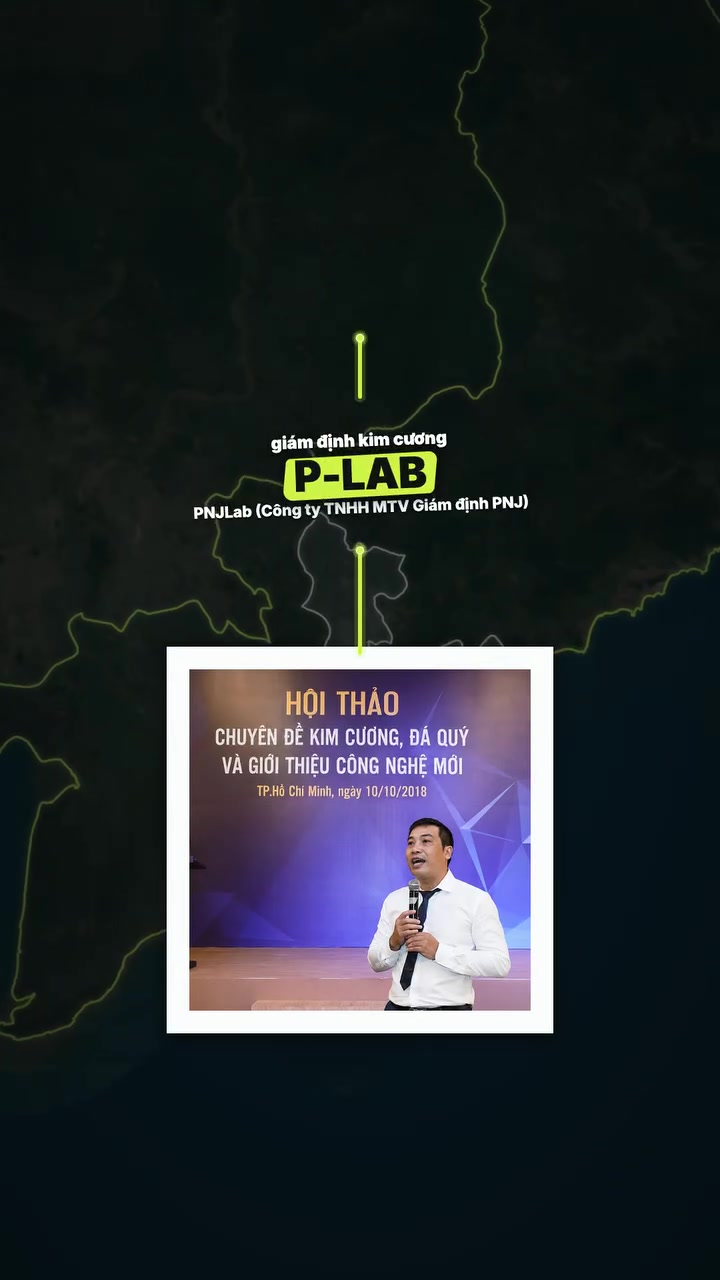 giám định kim cương
P-LAB
PNJLab (Công ty TNHH MTV Giám định PNJ)
HỘI THẢO
CHUYÊN ĐỀ KIM CƯƠNG, ĐÁ QUÝ
VÀ GIỚI THIỆU CÔNG NGHỆ MỚI
TP.Hồ Chí Minh, ngày 10/10/2018